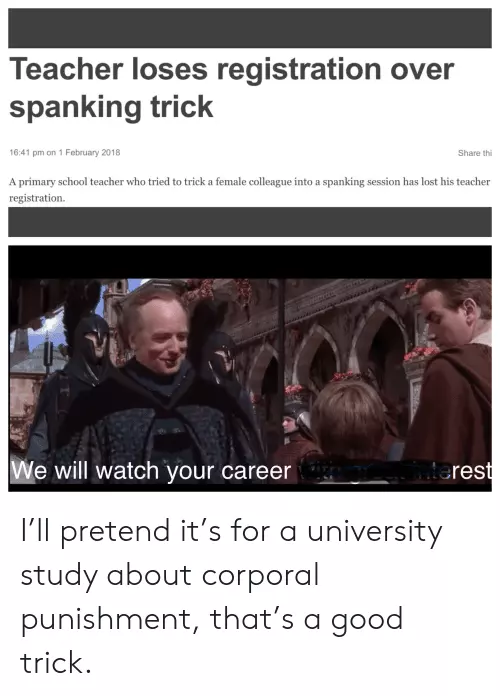 Teacher loses registration over
spanking trick
16:41 pm on 1 February 2018
Share thi
A primary school teacher who tried to trick a female colleague into a spanking session has lost his teacher
registration.
We will watch your career
erest
I’ll pretend it’s for a university
study about corporal
punishment, that’s a good
trick.